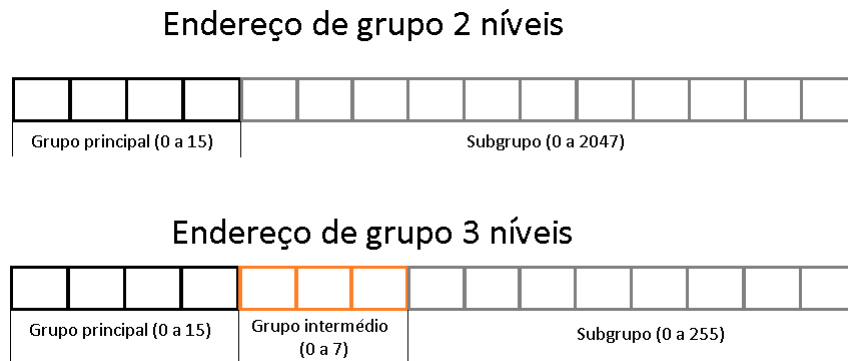 Endereço de grupo 2 níveis
Grupo principal (0 a 15)
Subgrupo (0 a 2047)
Endereço de grupo 3 níveis
Grupo principal (0 a 15)
Grupo intermédio
(0 a 7)
Subgrupo (0 a 255)